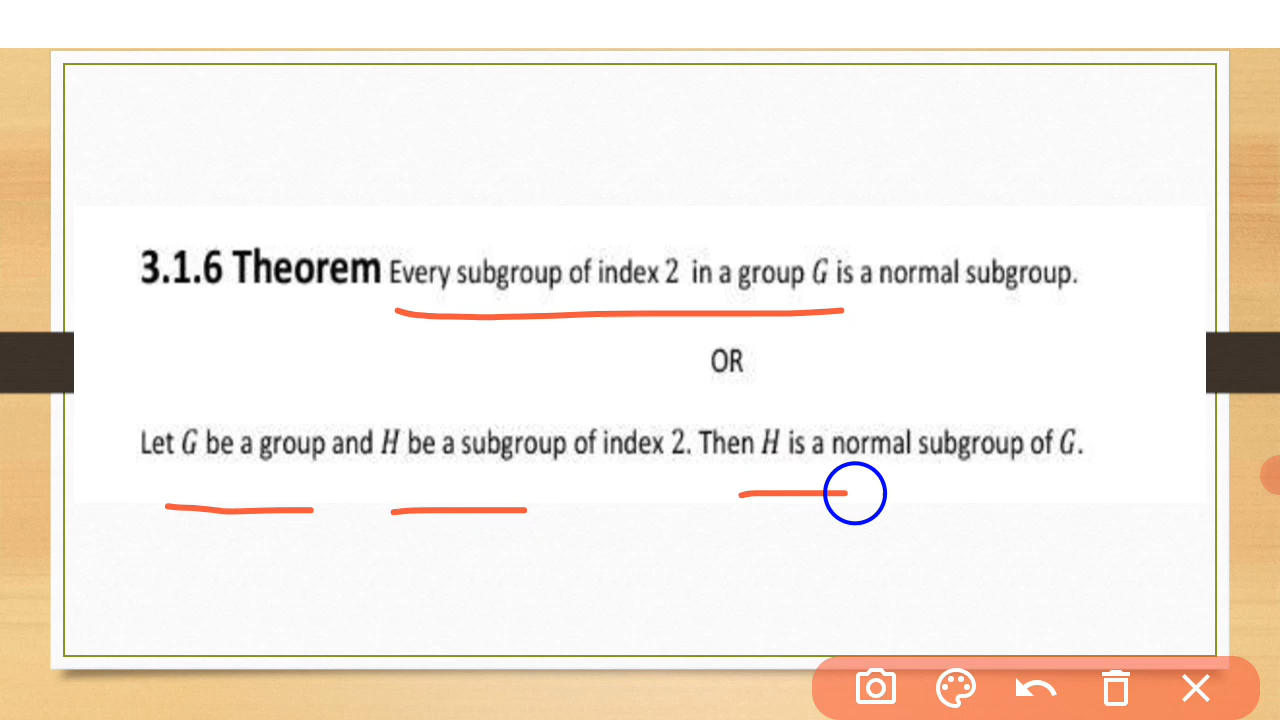 3.1.6 Theorem Every subgroup of index 2 in a group G is a normal subgroup.
OR
Let G be a group and H be a subgroup of index 2. Then H is a normal subgroup of G.